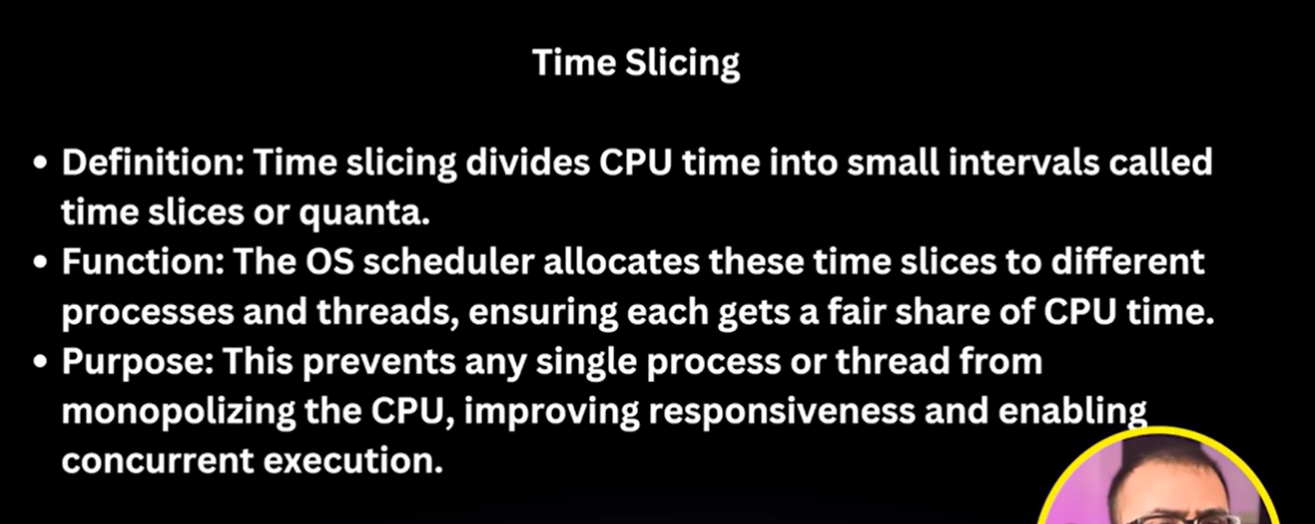 Time Slicing
• Definition: Time slicing divides CPU time into small intervals called
time slices or quanta.
• Function: The OS scheduler allocates these time slices to different
processes and threads, ensuring each gets a fair share of CPU time.
• Purpose: This prevents any single process or thread from
monopolizing the CPU, improving responsiveness and enabling
concurrent execution.